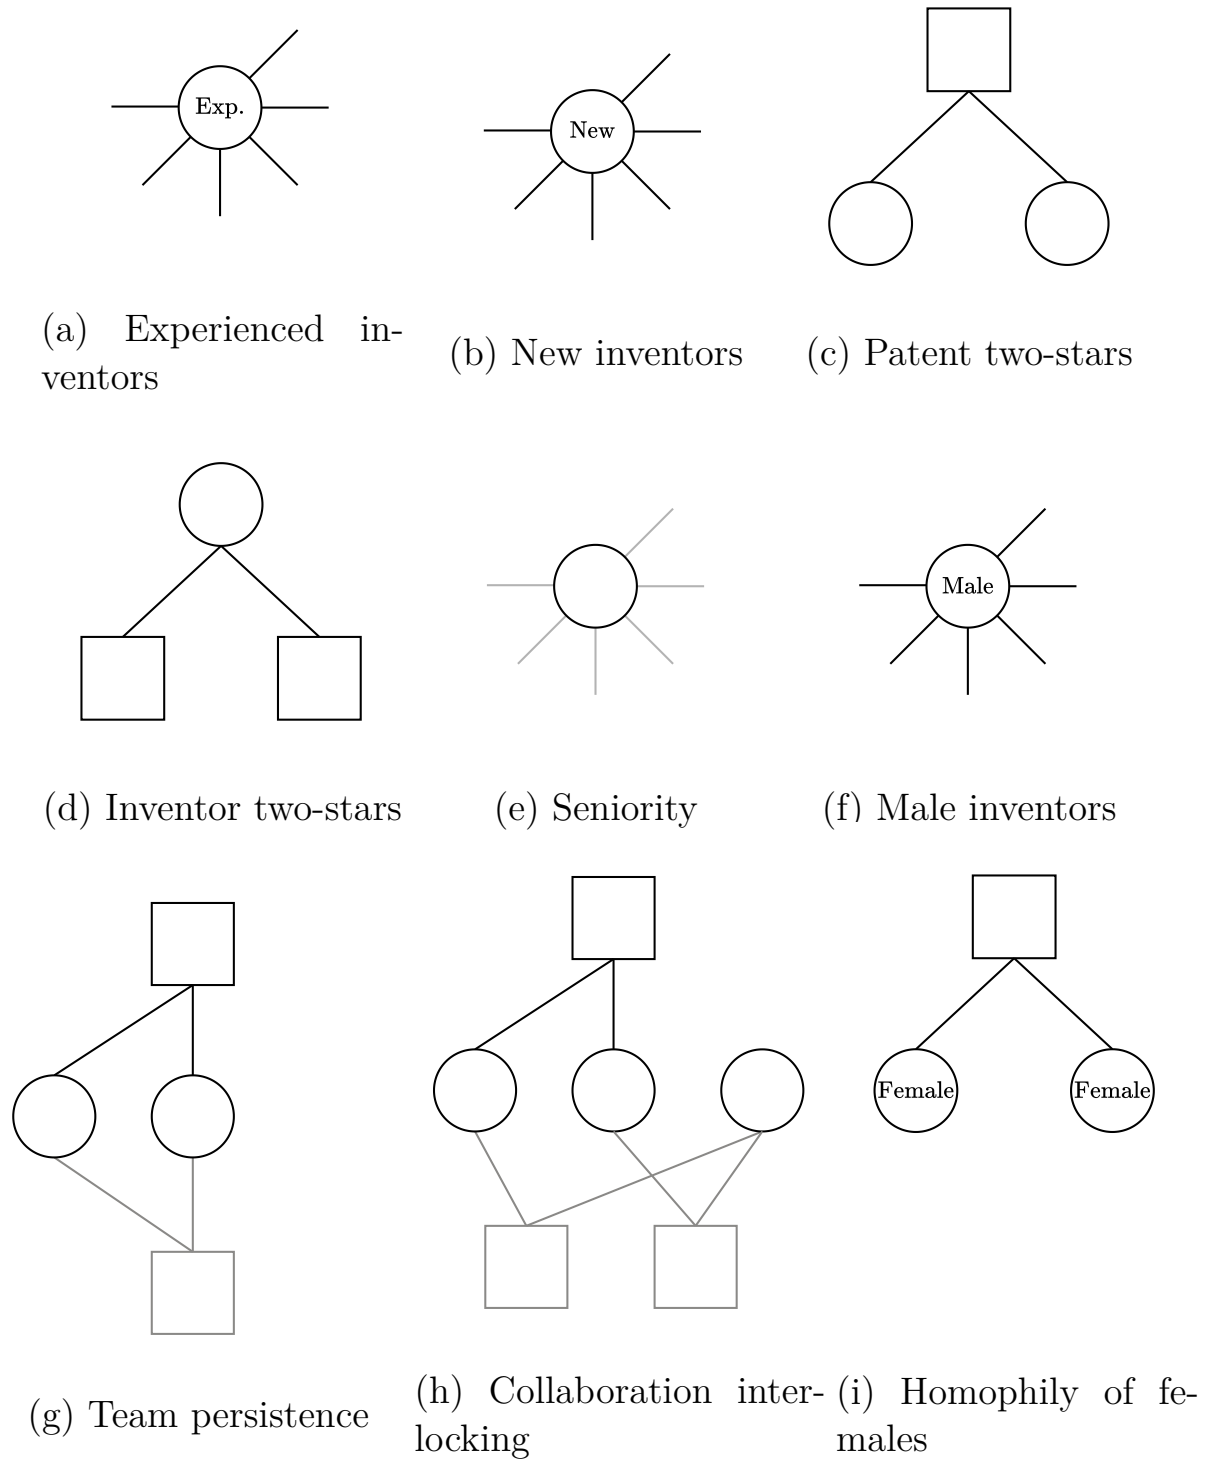 Exp.
New
(a) Experienced in-
ventors
(b) New inventors
(c) Patent two-stars
Male
(d) Inventor two-stars
(e) Seniority
(f) Male inventors
Female
Female
(g) Team persistence
(h) Collaboration inter-
locking
(i) Homophily of fe-
males